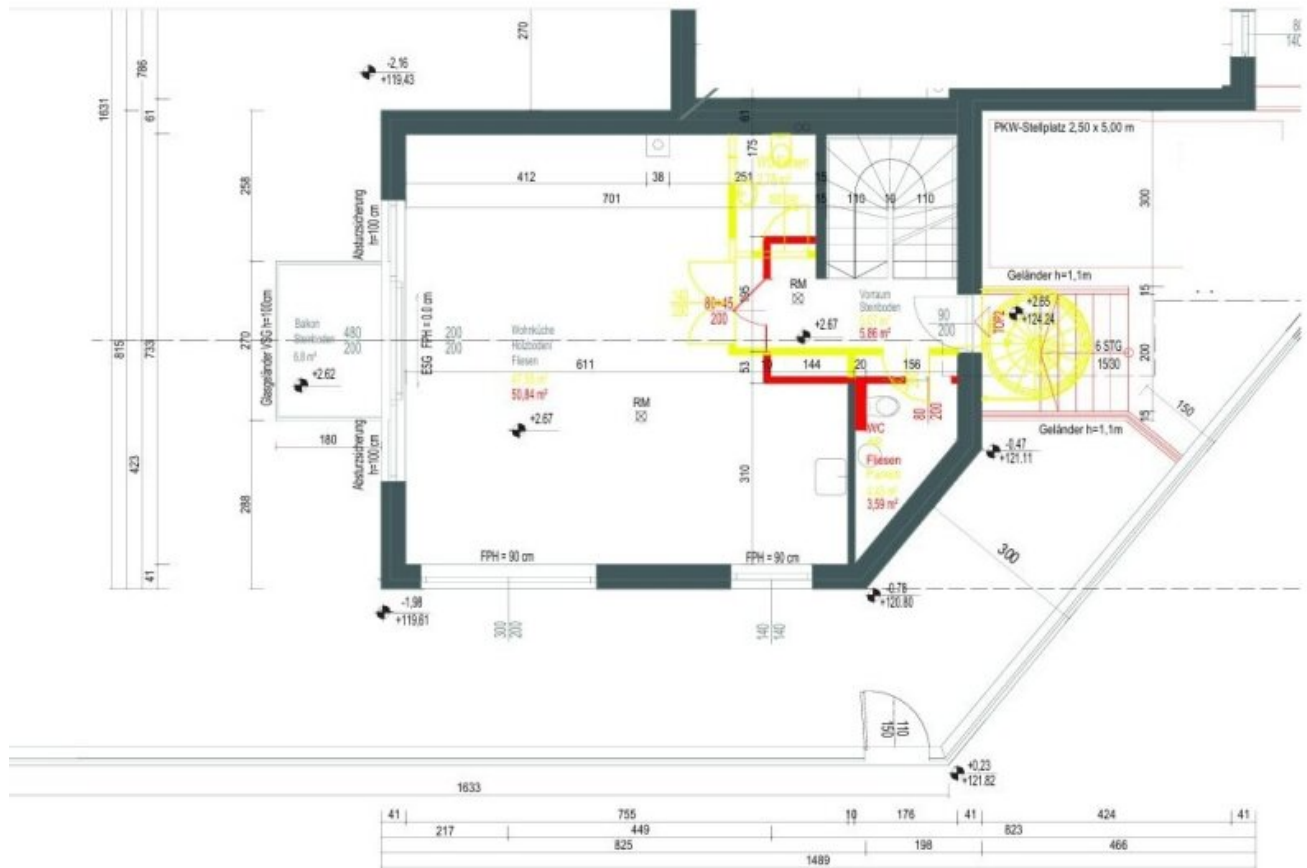 270
-2,16
+119,43
1631
786
61
815
733
423
41
258
270
288
Absturzsicherung
h=100 cm
Glasgeländer VSG h=100cm
Balkon
Steinboden
6,8 m²
480
200
+2.62
180
Absturzsicherung
h=100 cm
ESG FPH = 0.0 cm
200
200
412
38
251
15
701
15
110
10
110
61
175
195
53
310
Wohnküche
Holzboden/
Fliesen
50,84 m²
611
+2.67
RM
80+45
200
RM
+2.67
Vorraum
Steinboden
5.86 m²
90
200
144
20
156
80
200
WC
Fliesen
3,59 m²
FPH = 90 cm
FPH = 90 cm
300
200
140
140
-1,98
+119,61
PKW-Stellplatz 2,50 x 5,00 m
300
Geländer h=1,1m
15
+2.65
+124.24
TOP2
6 STG
15/30
200
15
Geländer h=1,1m
150
-0.47
+121.11
300
-0.78
+120.80
110
150
+0,23
+121.82
1633
41
755
10
176
41
424
41
217
449
823
825
198
466
1489